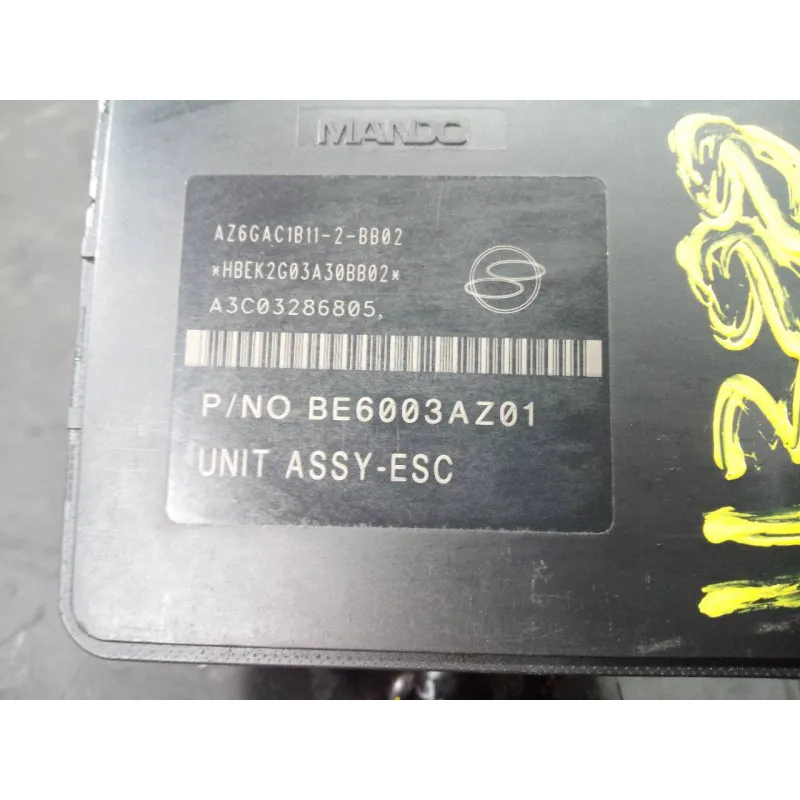 MANDO
AZ6GAC1B11-2-BB02
*HBEK2G03A30BB02*
A3C03286805,
P/NO BE6003AZ01
UNIT ASSY-ESC